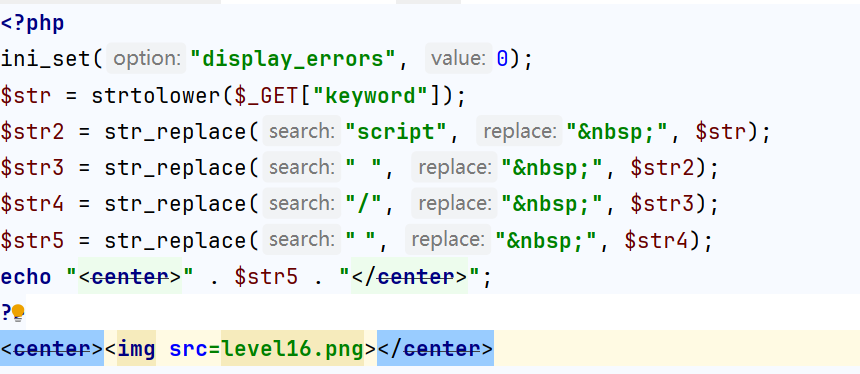 <?php
ini_set( option: "display_errors", value: 0);
$str = strtolower($_GET["keyword"]);
$str2 = str_replace( search: "script", replace: "&nbsp;", $str);
$str3 = str_replace( search: " ", replace: "&nbsp;", $str2);
$str4 = str_replace( search: "/", replace: "&nbsp;", $str3);
$str5 = str_replace( search: " ", replace: "&nbsp;", $str4);
echo "<center>" . $str5 . "</center>";
?
<center><img src=level16.png></center>